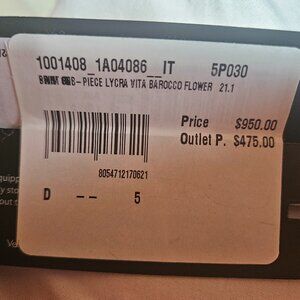 1001408_1A04086__IT 5P030
B-PIECE LYCRA VITA BAROCCO FLOWER 21.1
Price $950.00
Outlet P. $475.00
8054712170621
D -- 5